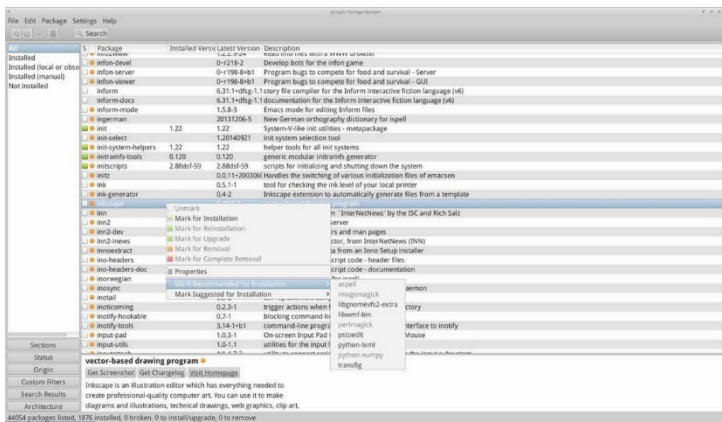 Synaptic Package Manager
File Edit Package Settings Help
Search
All
Installed
Installed (local or obso
Installed (manual)
Not installed
S Package Installed Versic Latest Version Description
infon-devel 0~r218-2 Develop bots for the infon game
infon-server 0~r198-8+b1 Program bugs to compete for food and survival - Server
infon-viewer 0~r198-8+b1 Program bugs to compete for food and survival - GUI
inform 6.31.1+dfsg-1.1 story file compiler for the Inform interactive fiction language (v6)
inform-docs 6.31.1+dfsg-1.1 documentation for the Inform interactive fiction language (v6)
inform-mode 1.5.8-3 Emacs mode for editing Inform files
ingerman 20131206-5 New German orthography dictionary for ispell
init 1.22 1.22 System-V-like init utilities - metapackage
init-select 1.20140921 init system selection tool
init-system-helpers 1.22 1.22 helper tools for all init systems
initramfs-tools 0.120 0.120 generic modular initramfs generator
initscripts 2.88dsf-59 2.88dsf-59 scripts for initializing and shutting down the system
initz 0.0.11+2003060 Handles the switching of various initialization files of emacsen
ink 0.5.1-1 tool for checking the ink level of your local printer
ink-generator 0.4-2 Inkscape extension to automatically generate files from a template
inkscape program
inn m `InterNetNews' by the ISC and Rich Salz
inn2 server
inn2-dev rs and man pages
inn2-inews ctor, from InterNetNews (INN)
innoextract a from an Inno Setup installer
ino-headers cript code - header files
ino-headers-doc cript code - documentation
inorwegian
inosync aemon
inotail
inoticoming 0.2.3-1 trigger actions when f ctory
inotify-hookable 0.7-1 blocking command-lin
inotify-tools 3.14-1+b1 command-line progra terface to inotify
input-pad 1.0.3-1 On-screen Input Pad Mouse
input-utils 1.0-1.1 utilities for the input l
Unmark
Mark for Installation
Mark for Reinstallation
Mark for Upgrade
Mark for Removal
Mark for Complete Removal
Properties
Mark Recommended for Installation
Mark Suggested for Installation
aspell
imagemagick
libgnomevfs2-extra
libwmf-bin
perlmagick
pstoedit
python-lxml
python-numpy
transfig
Sections
Status
Origin
Custom Filters
Search Results
Architecture
vector-based drawing program
Get Screenshot Get Changelog Visit Homepage
Inkscape is an illustration editor which has everything needed to
create professional-quality computer art. You can use it to make
diagrams and illustrations, technical drawings, web graphics, clip art,
44054 packages listed, 1876 installed, 0 broken. 0 to install/upgrade, 0 to remove